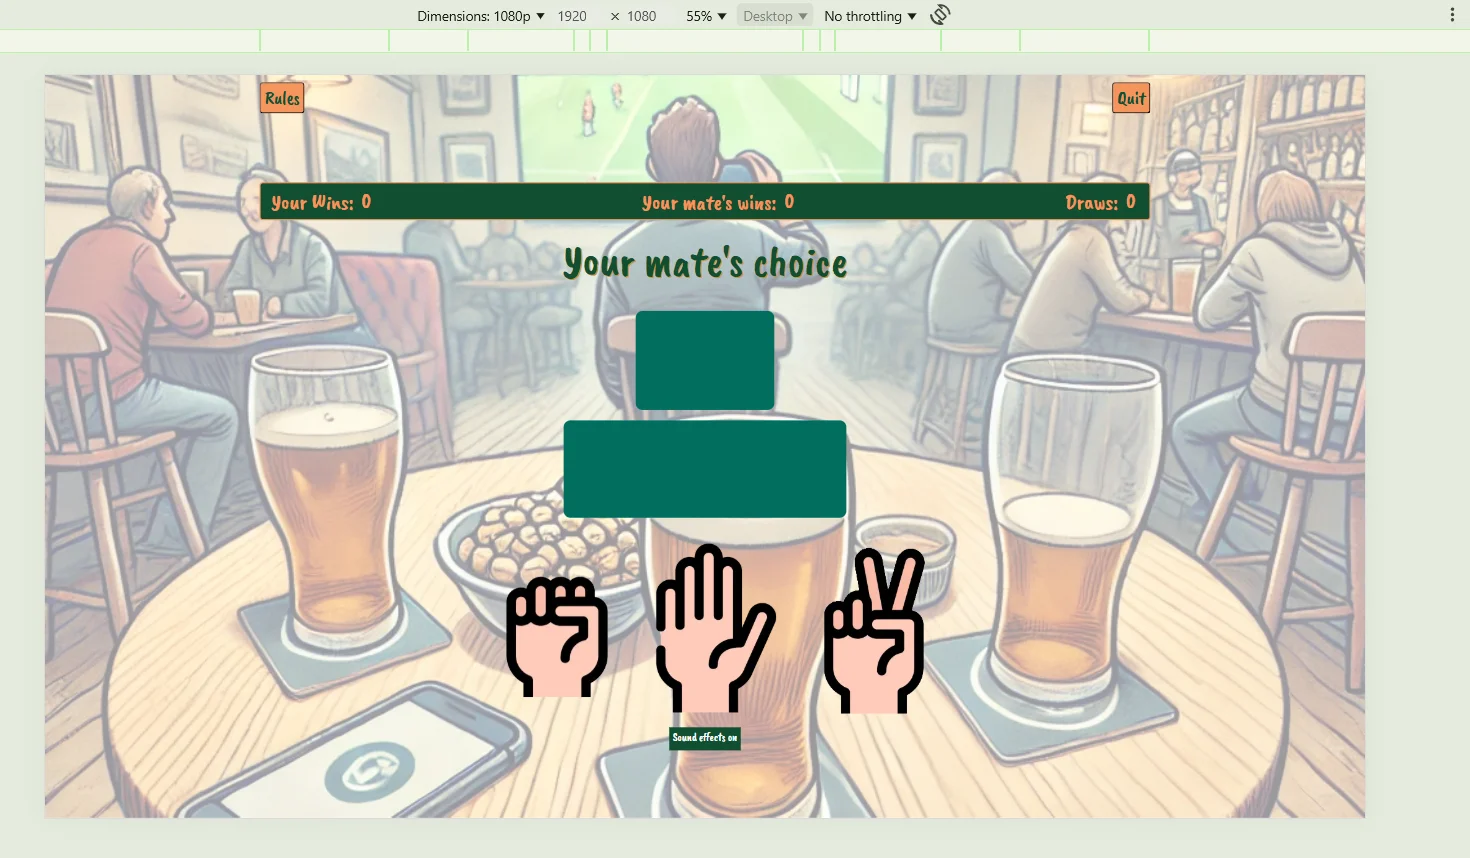 Dimensions: 1080p 1920 × 1080 55% Desktop No throttling
Rules Quit
Your Wins: 0 Your mate's wins: 0 Draws: 0
Your mate's choice
Sound effects on